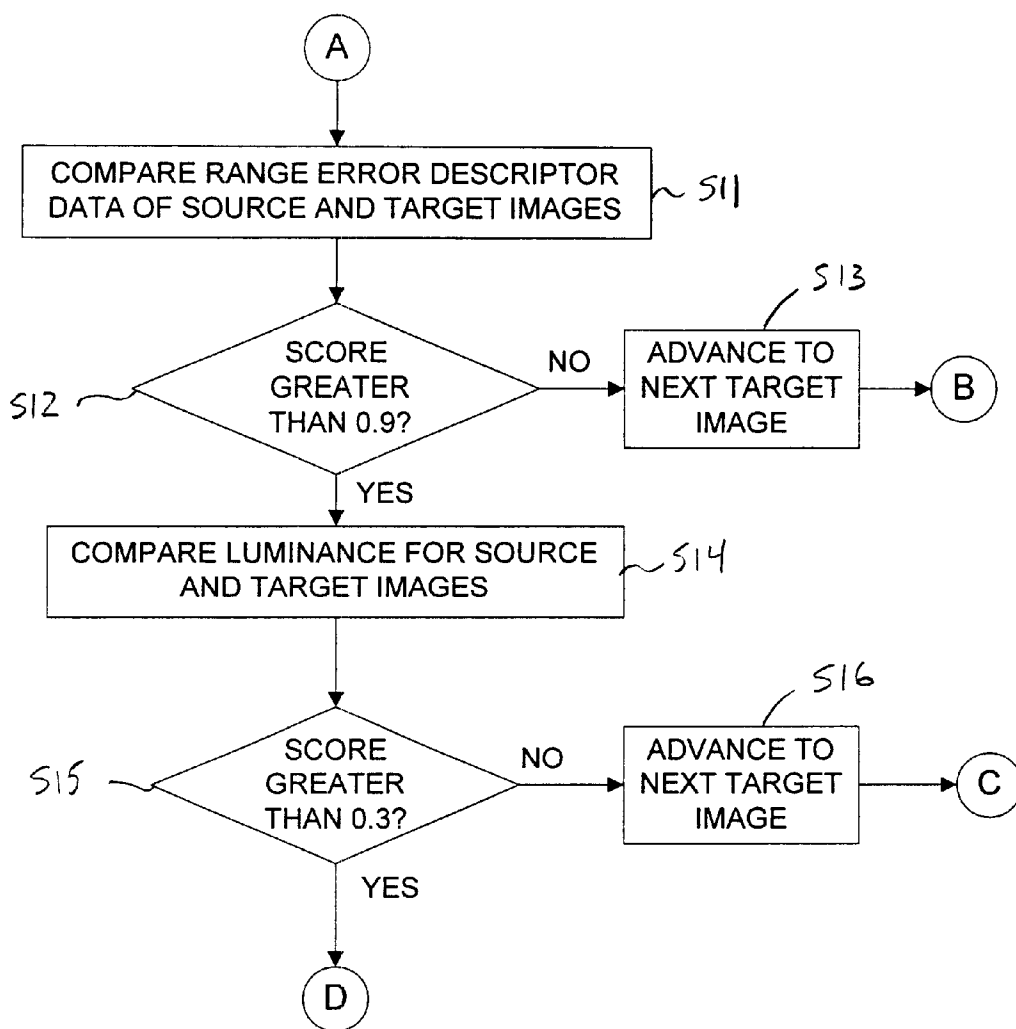 A
COMPARE RANGE ERROR DESCRIPTOR
DATA OF SOURCE AND TARGET IMAGES
S11
S13
SCORE
GREATER
THAN 0.9?
S12
NO
ADVANCE TO
NEXT TARGET
IMAGE
B
YES
COMPARE LUMINANCE FOR SOURCE
AND TARGET IMAGES
S14
S16
SCORE
GREATER
THAN 0.3?
S15
NO
ADVANCE TO
NEXT TARGET
IMAGE
C
YES
D